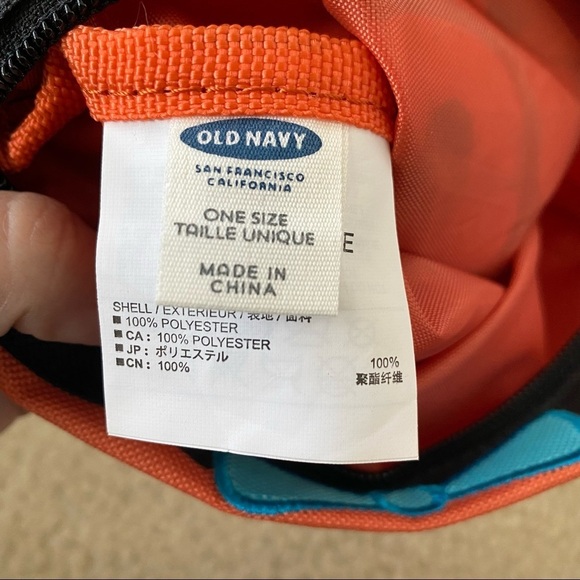 OLD NAVY
SAN FRANCISCO
CALIFORNIA
ONE SIZE
TAILLE UNIQUE
MADE IN
CHINA
E
SHELL / EXTERIEUR / 表地 / 面料
■ 100% POLYESTER
■ CA: 100% POLYESTER
■ JP: ポリエステル 100%
■ CN: 100% 聚酯纤维